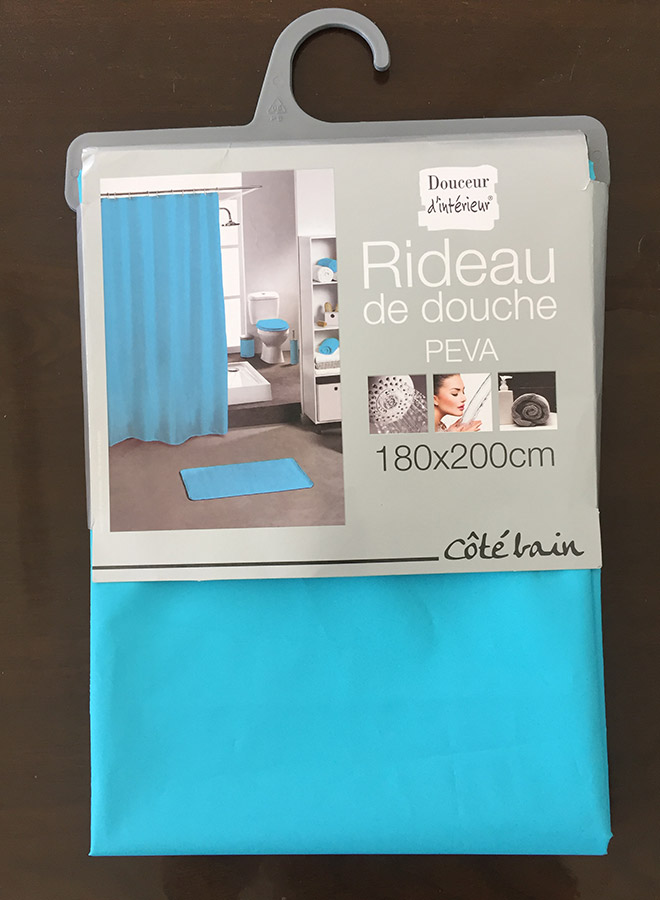 Douceur
d'intérieur®
Rideau
de douche
PEVA
180x200cm
côté bain